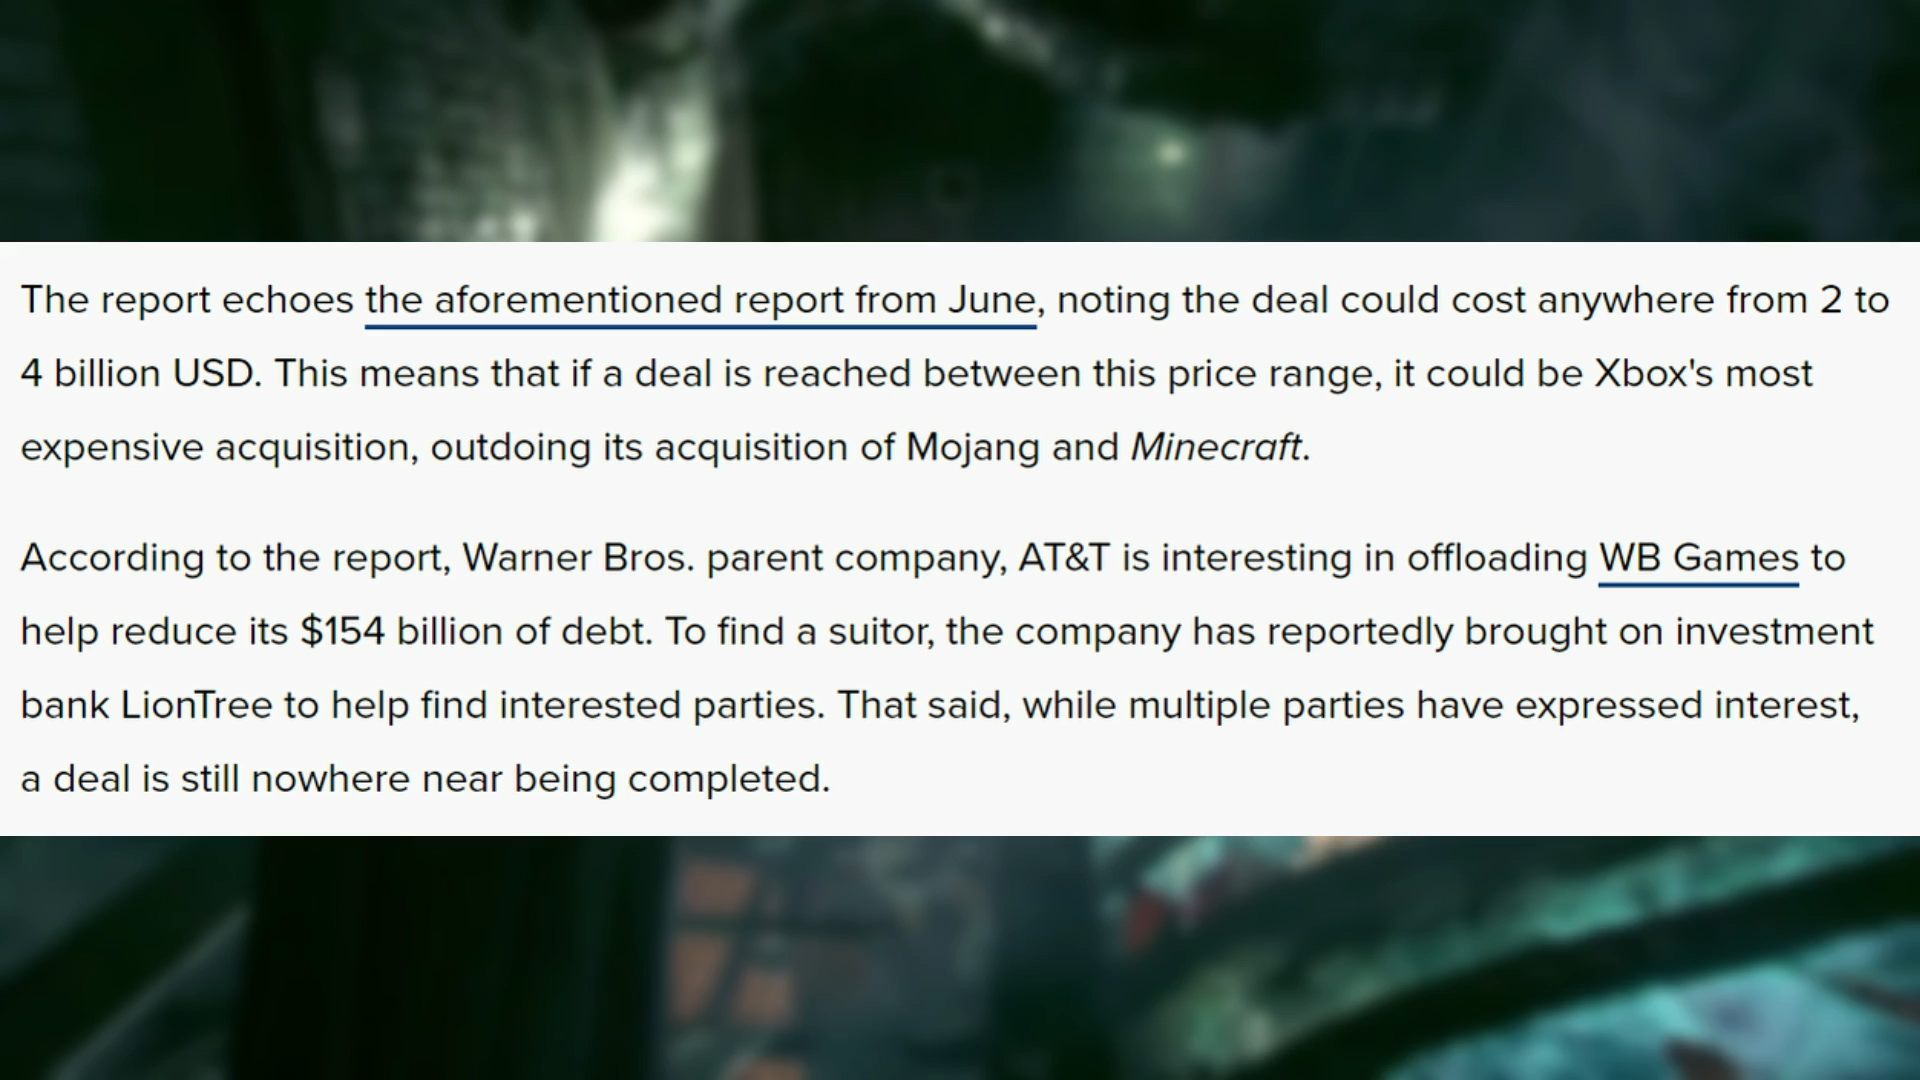 The report echoes the aforementioned report from June, noting the deal could cost anywhere from 2 to
4 billion USD. This means that if a deal is reached between this price range, it could be Xbox's most
expensive acquisition, outdoing its acquisition of Mojang and Minecraft.
According to the report, Warner Bros. parent company, AT&T is interesting in offloading WB Games to
help reduce its $154 billion of debt. To find a suitor, the company has reportedly brought on investment
bank LionTree to help find interested parties. That said, while multiple parties have expressed interest,
a deal is still nowhere near being completed.